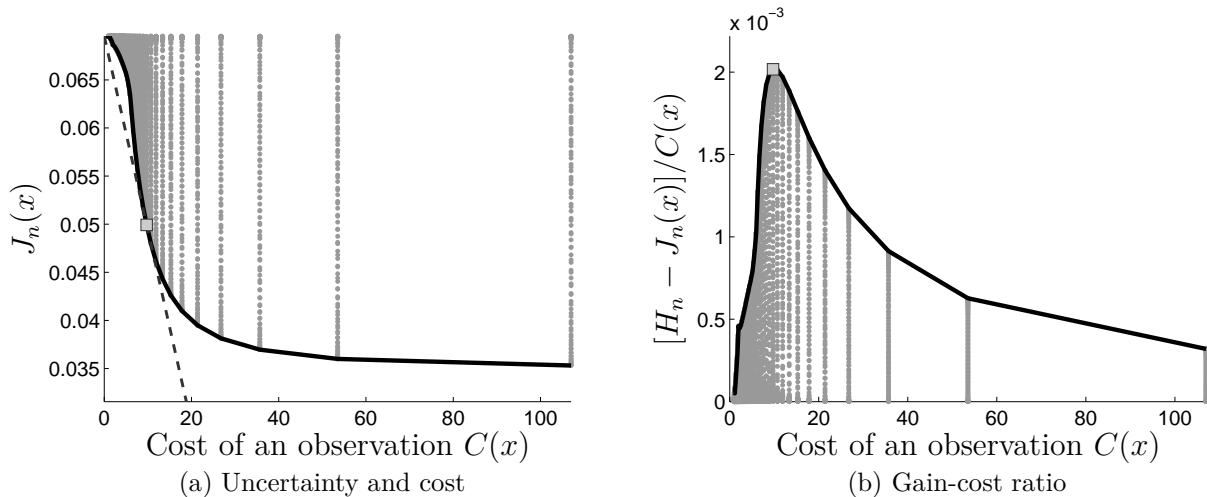 0.065
0.06
0.055
0.05
0.045
0.04
0.035
J_n(x)
0 20 40 60 80 100
Cost of an observation C(x)
(a) Uncertainty and cost
x 10^{-3}
2
1.5
1
0.5
0
[H_n − J_n(x)]/C(x)
0 20 40 60 80 100
Cost of an observation C(x)
(b) Gain-cost ratio